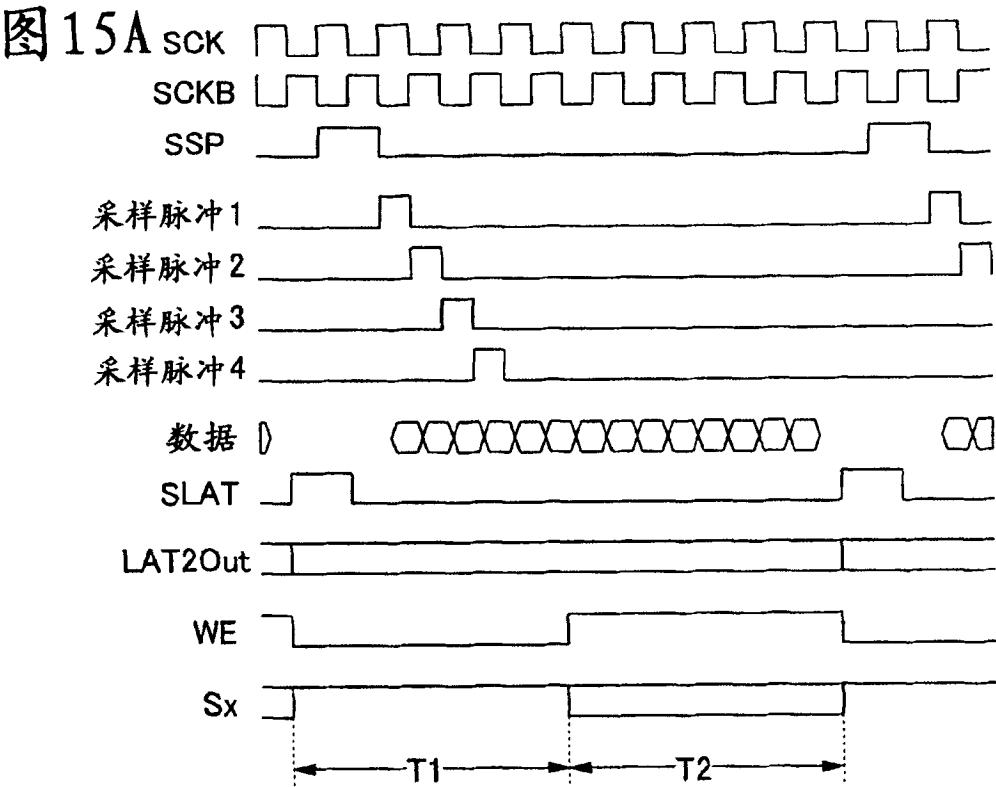 图15A SCK
SCKB
SSP
采样脉冲1
采样脉冲2
采样脉冲3
采样脉冲4
数据
SLAT
LAT2Out
WE
Sx
T1 T2